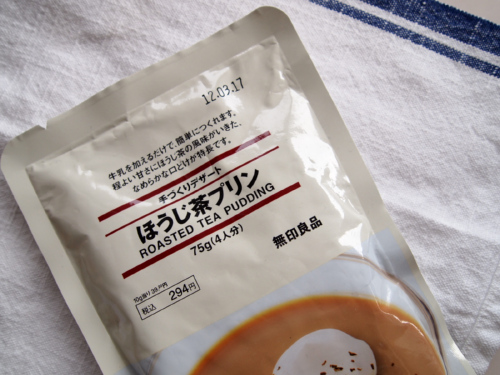 12.03.17
牛乳を加えるだけで、簡単につくれます。
程よい甘さにほうじ茶の風味がいきた、
なめらかな口どけが特長です。
手づくりデザート
ほうじ茶プリン
ROASTED TEA PUDDING
75g(4人分)
無印良品
税込 294円